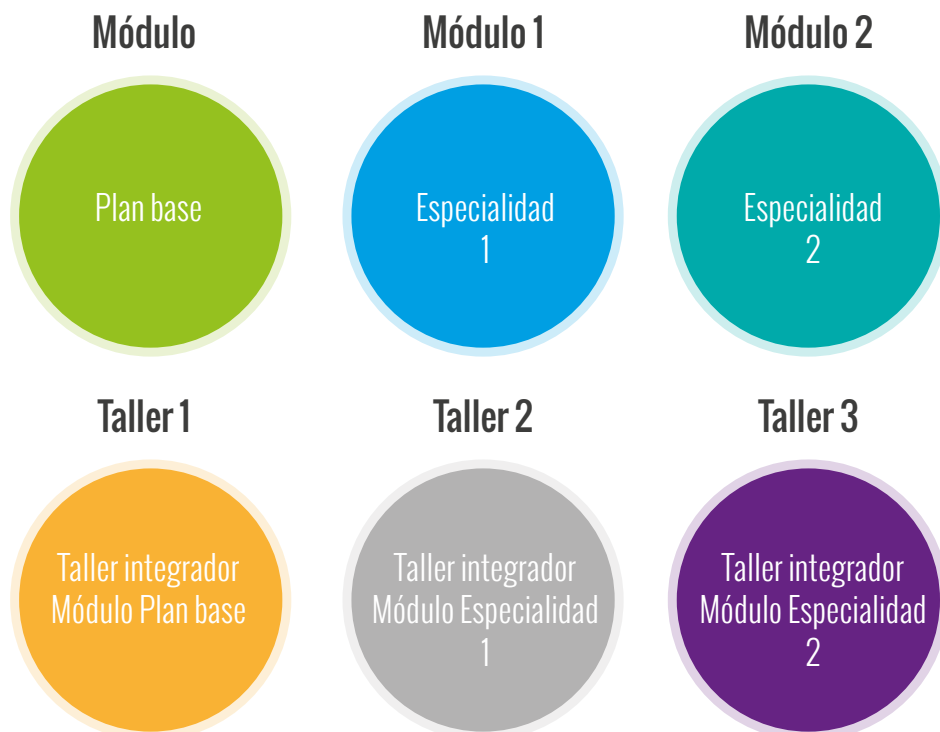 Módulo
Módulo 1
Módulo 2
Plan base
Especialidad
1
Especialidad
2
Taller 1
Taller 2
Taller 3
Taller integrador
Módulo Plan base
Taller integrador
Módulo Especialidad
1
Taller integrador
Módulo Especialidad
2